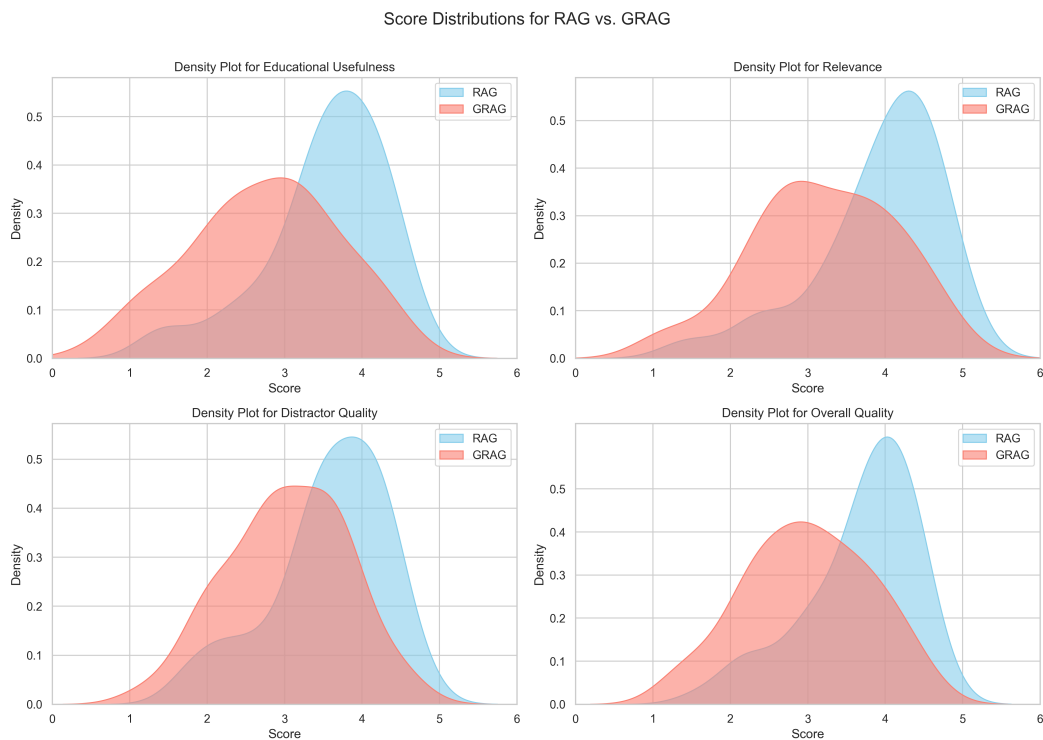 Score Distributions for RAG vs. GRAG
Density Plot for Educational Usefulness
RAG
GRAG
0.5
0.4
0.3
0.2
0.1
0.0
Density
0 1 2 3 4 5 6
Score
Density Plot for Relevance
RAG
GRAG
0.5
0.4
0.3
0.2
0.1
0.0
Density
0 1 2 3 4 5 6
Score
Density Plot for Distractor Quality
RAG
GRAG
0.5
0.4
0.3
0.2
0.1
0.0
Density
0 1 2 3 4 5 6
Score
Density Plot for Overall Quality
RAG
GRAG
0.5
0.4
0.3
0.2
0.1
0.0
Density
0 1 2 3 4 5 6
Score